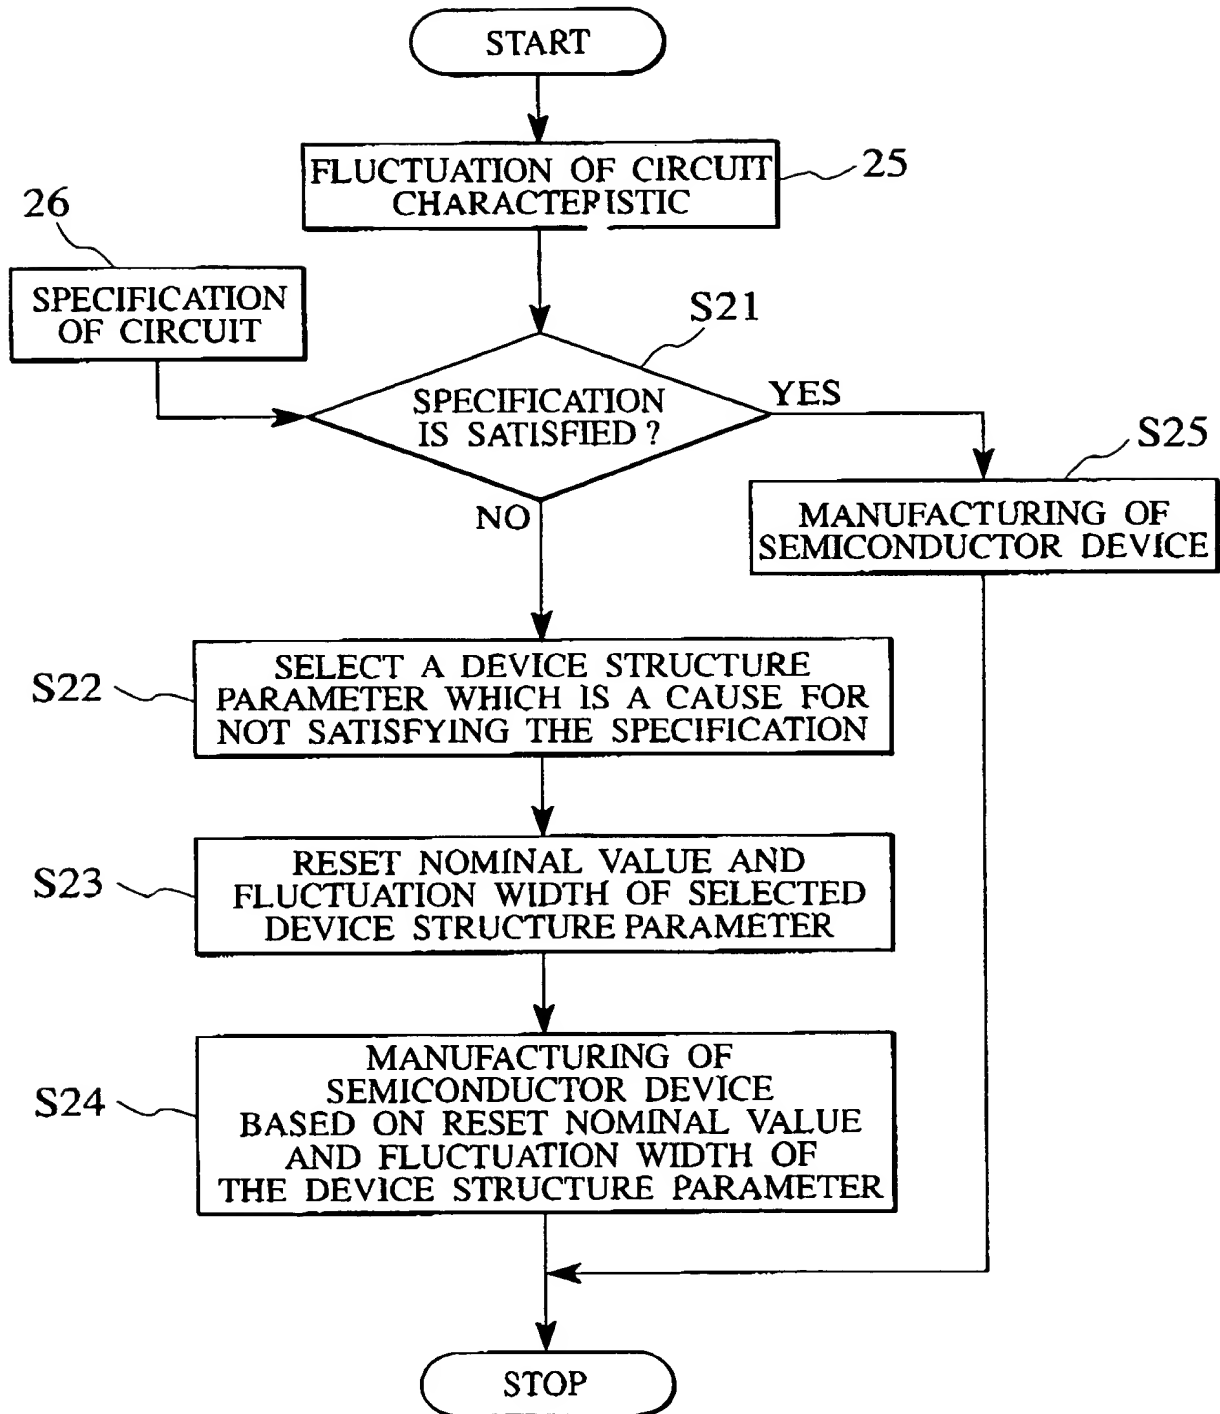 START
FLUCTUATION OF CIRCUIT
CHARACTERISTIC
25
26
SPECIFICATION
OF CIRCUIT
S21
SPECIFICATION
IS SATISFIED?
YES
NO
S25
MANUFACTURING OF
SEMICONDUCTOR DEVICE
S22
SELECT A DEVICE STRUCTURE
PARAMETER WHICH IS A CAUSE FOR
NOT SATISFYING THE SPECIFICATION
S23
RESET NOMINAL VALUE AND
FLUCTUATION WIDTH OF SELECTED
DEVICE STRUCTURE PARAMETER
S24
MANUFACTURING OF
SEMICONDUCTOR DEVICE
BASED ON RESET NOMINAL VALUE
AND FLUCTUATION WIDTH OF
THE DEVICE STRUCTURE PARAMETER
STOP